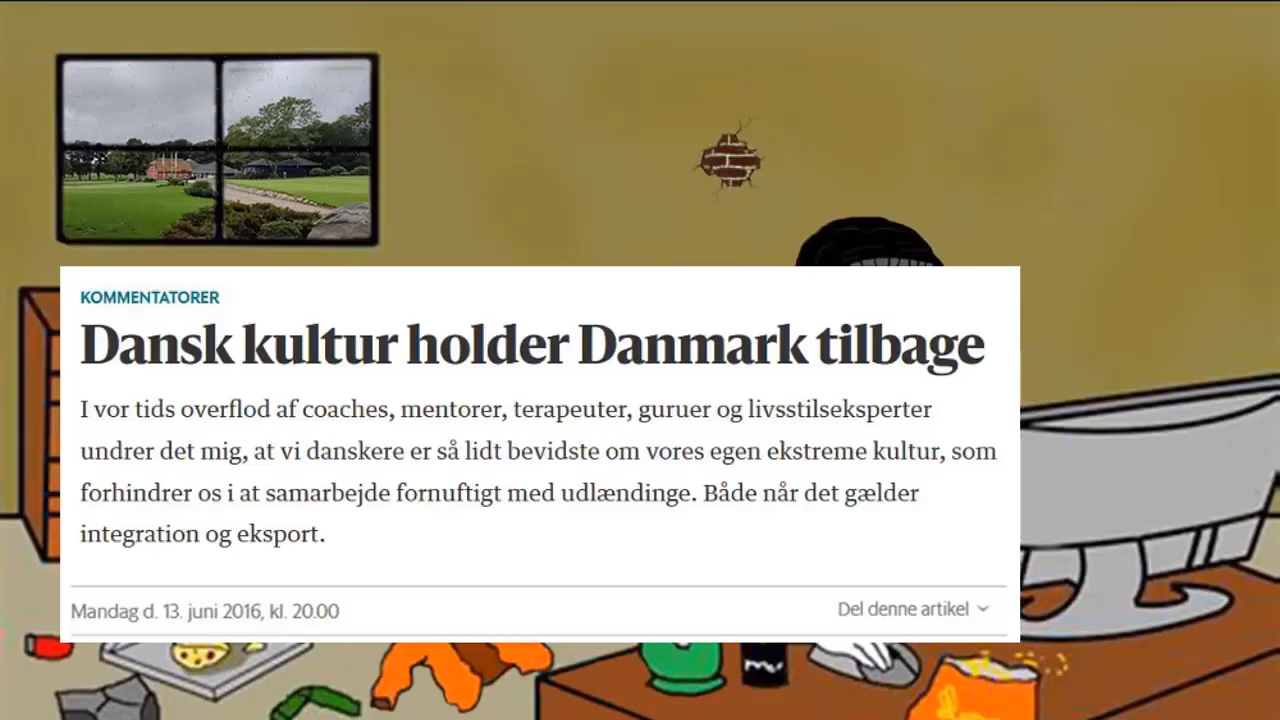 KOMMENTATORER
Dansk kultur holder Danmark tilbage
I vor tids overflod af coaches, mentorer, terapeuter, guruer og livsstilseksperter
undrer det mig, at vi danskere er så lidt bevidste om vores egen ekstreme kultur, som
forhindrer os i at samarbejde fornuftigt med udlændinge. Både når det gælder
integration og eksport.
Mandag d. 13. juni 2016, kl. 20.00
Del denne artikel